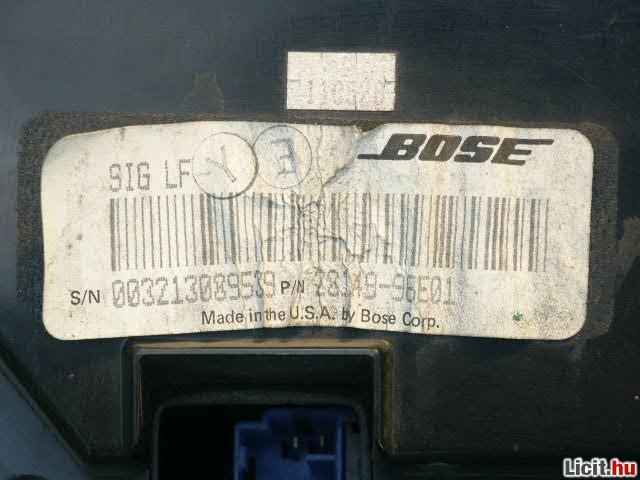 BOSE
SIG LF Y E
S/N 003213089539 P/N 28149-96E01
Made in the U.S.A. by Bose Corp.
Licit.hu